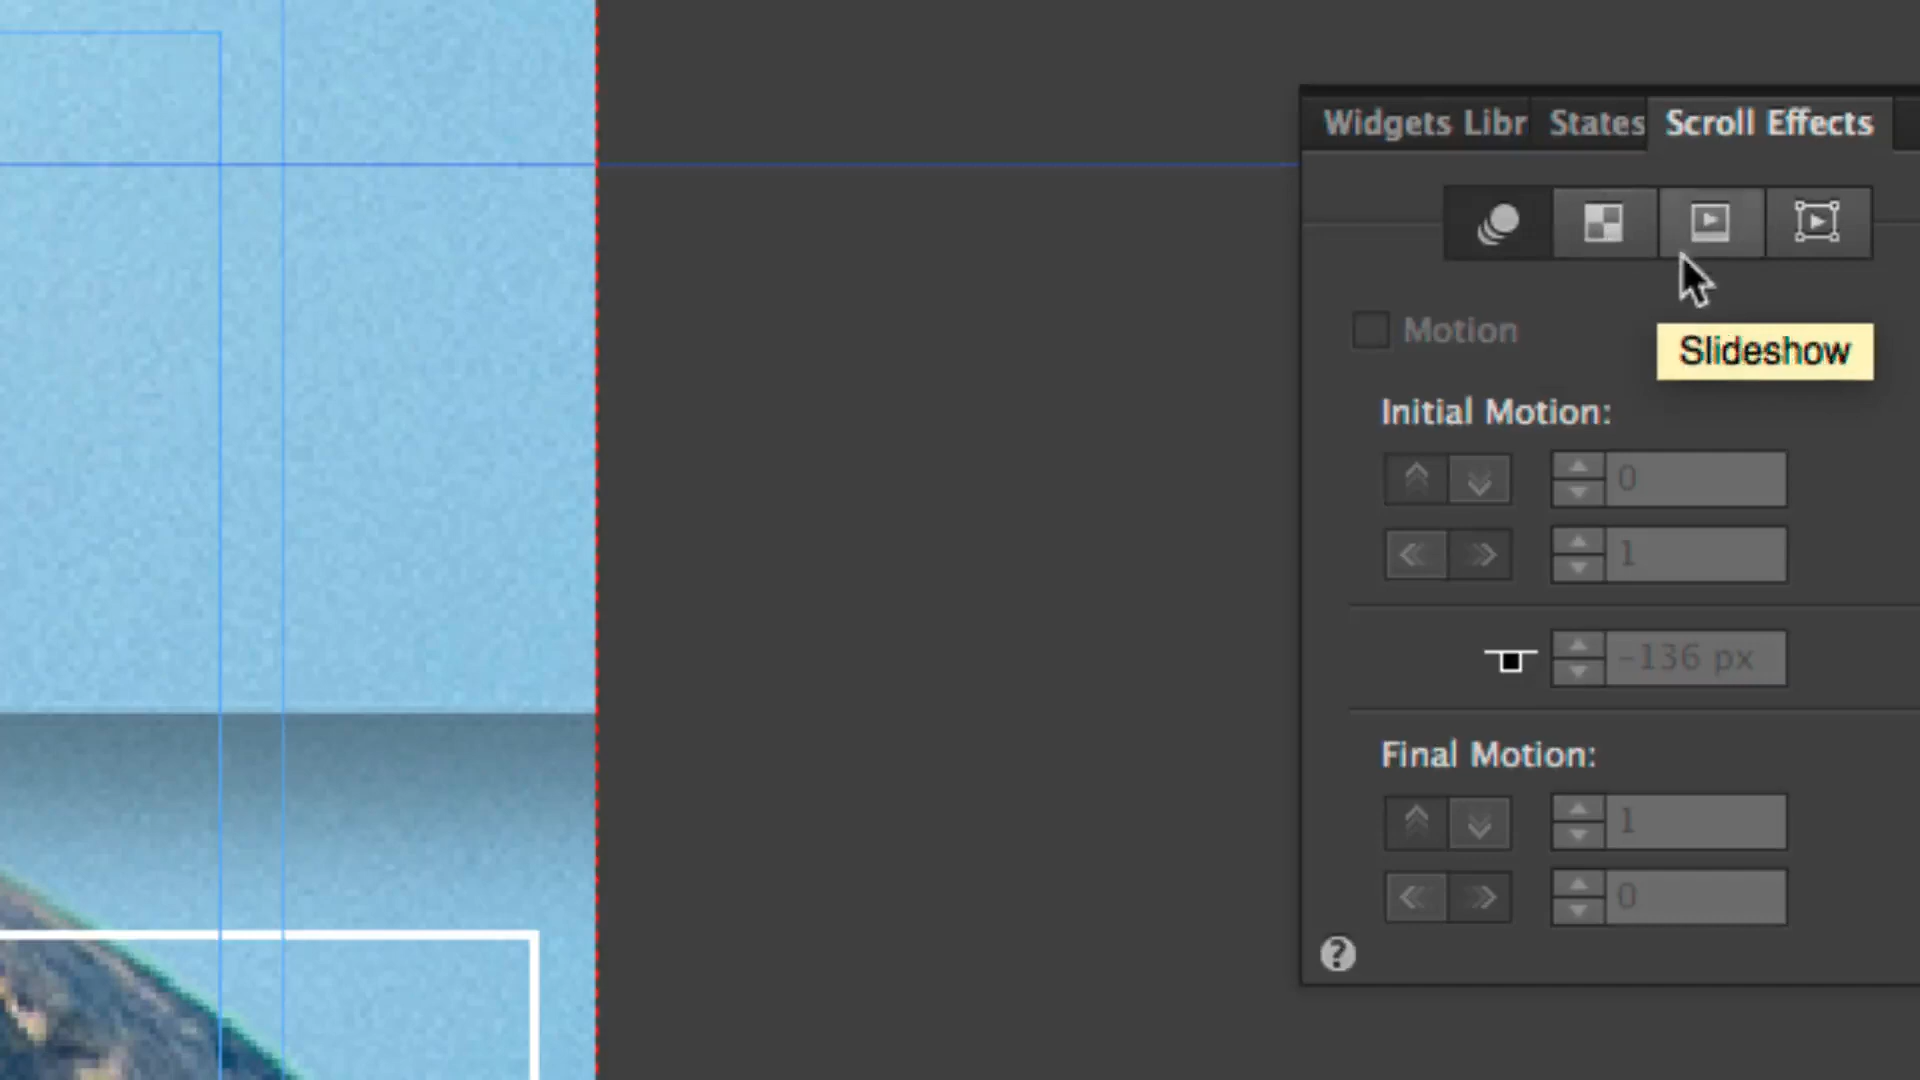 Widgets Libr States Scroll Effects
Motion
Slideshow
Initial Motion:
0
1
-136 px
Final Motion:
1
0
?